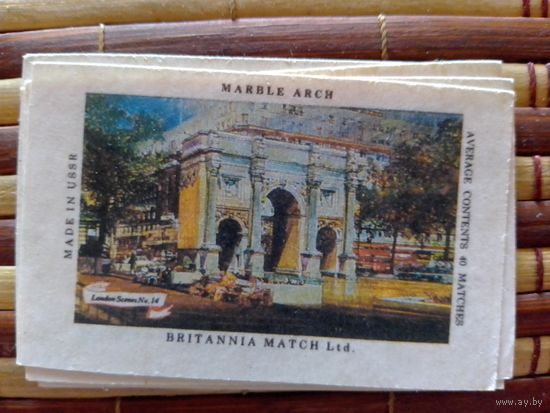 MARBLE ARCH
MADE IN USSR
AVERAGE CONTENTS 40 MATCHES
London Scenes No. 14
BRITANNIA MATCH Ltd.
www.ay.by